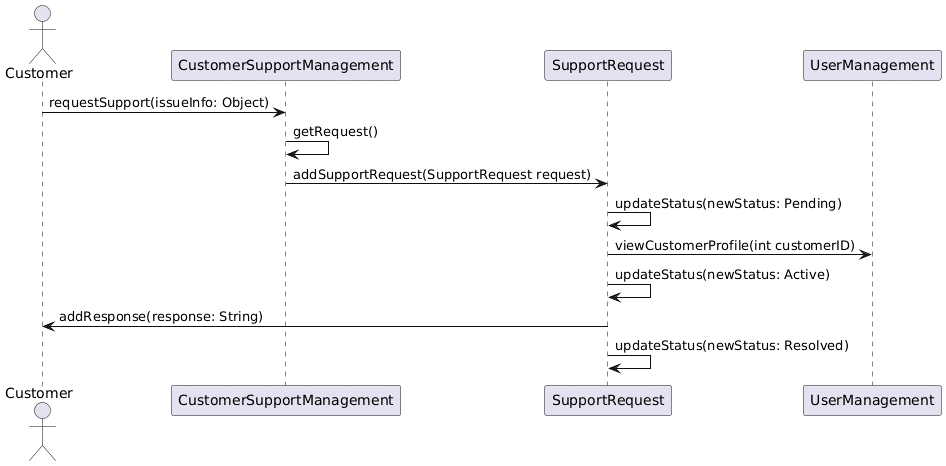 Customer
CustomerSupportManagement
SupportRequest
UserManagement
requestSupport(issueInfo: Object)
getRequest()
addSupportRequest(SupportRequest request)
updateStatus(newStatus: Pending)
viewCustomerProfile(int customerID)
updateStatus(newStatus: Active)
addResponse(response: String)
updateStatus(newStatus: Resolved)
Customer
CustomerSupportManagement
SupportRequest
UserManagement